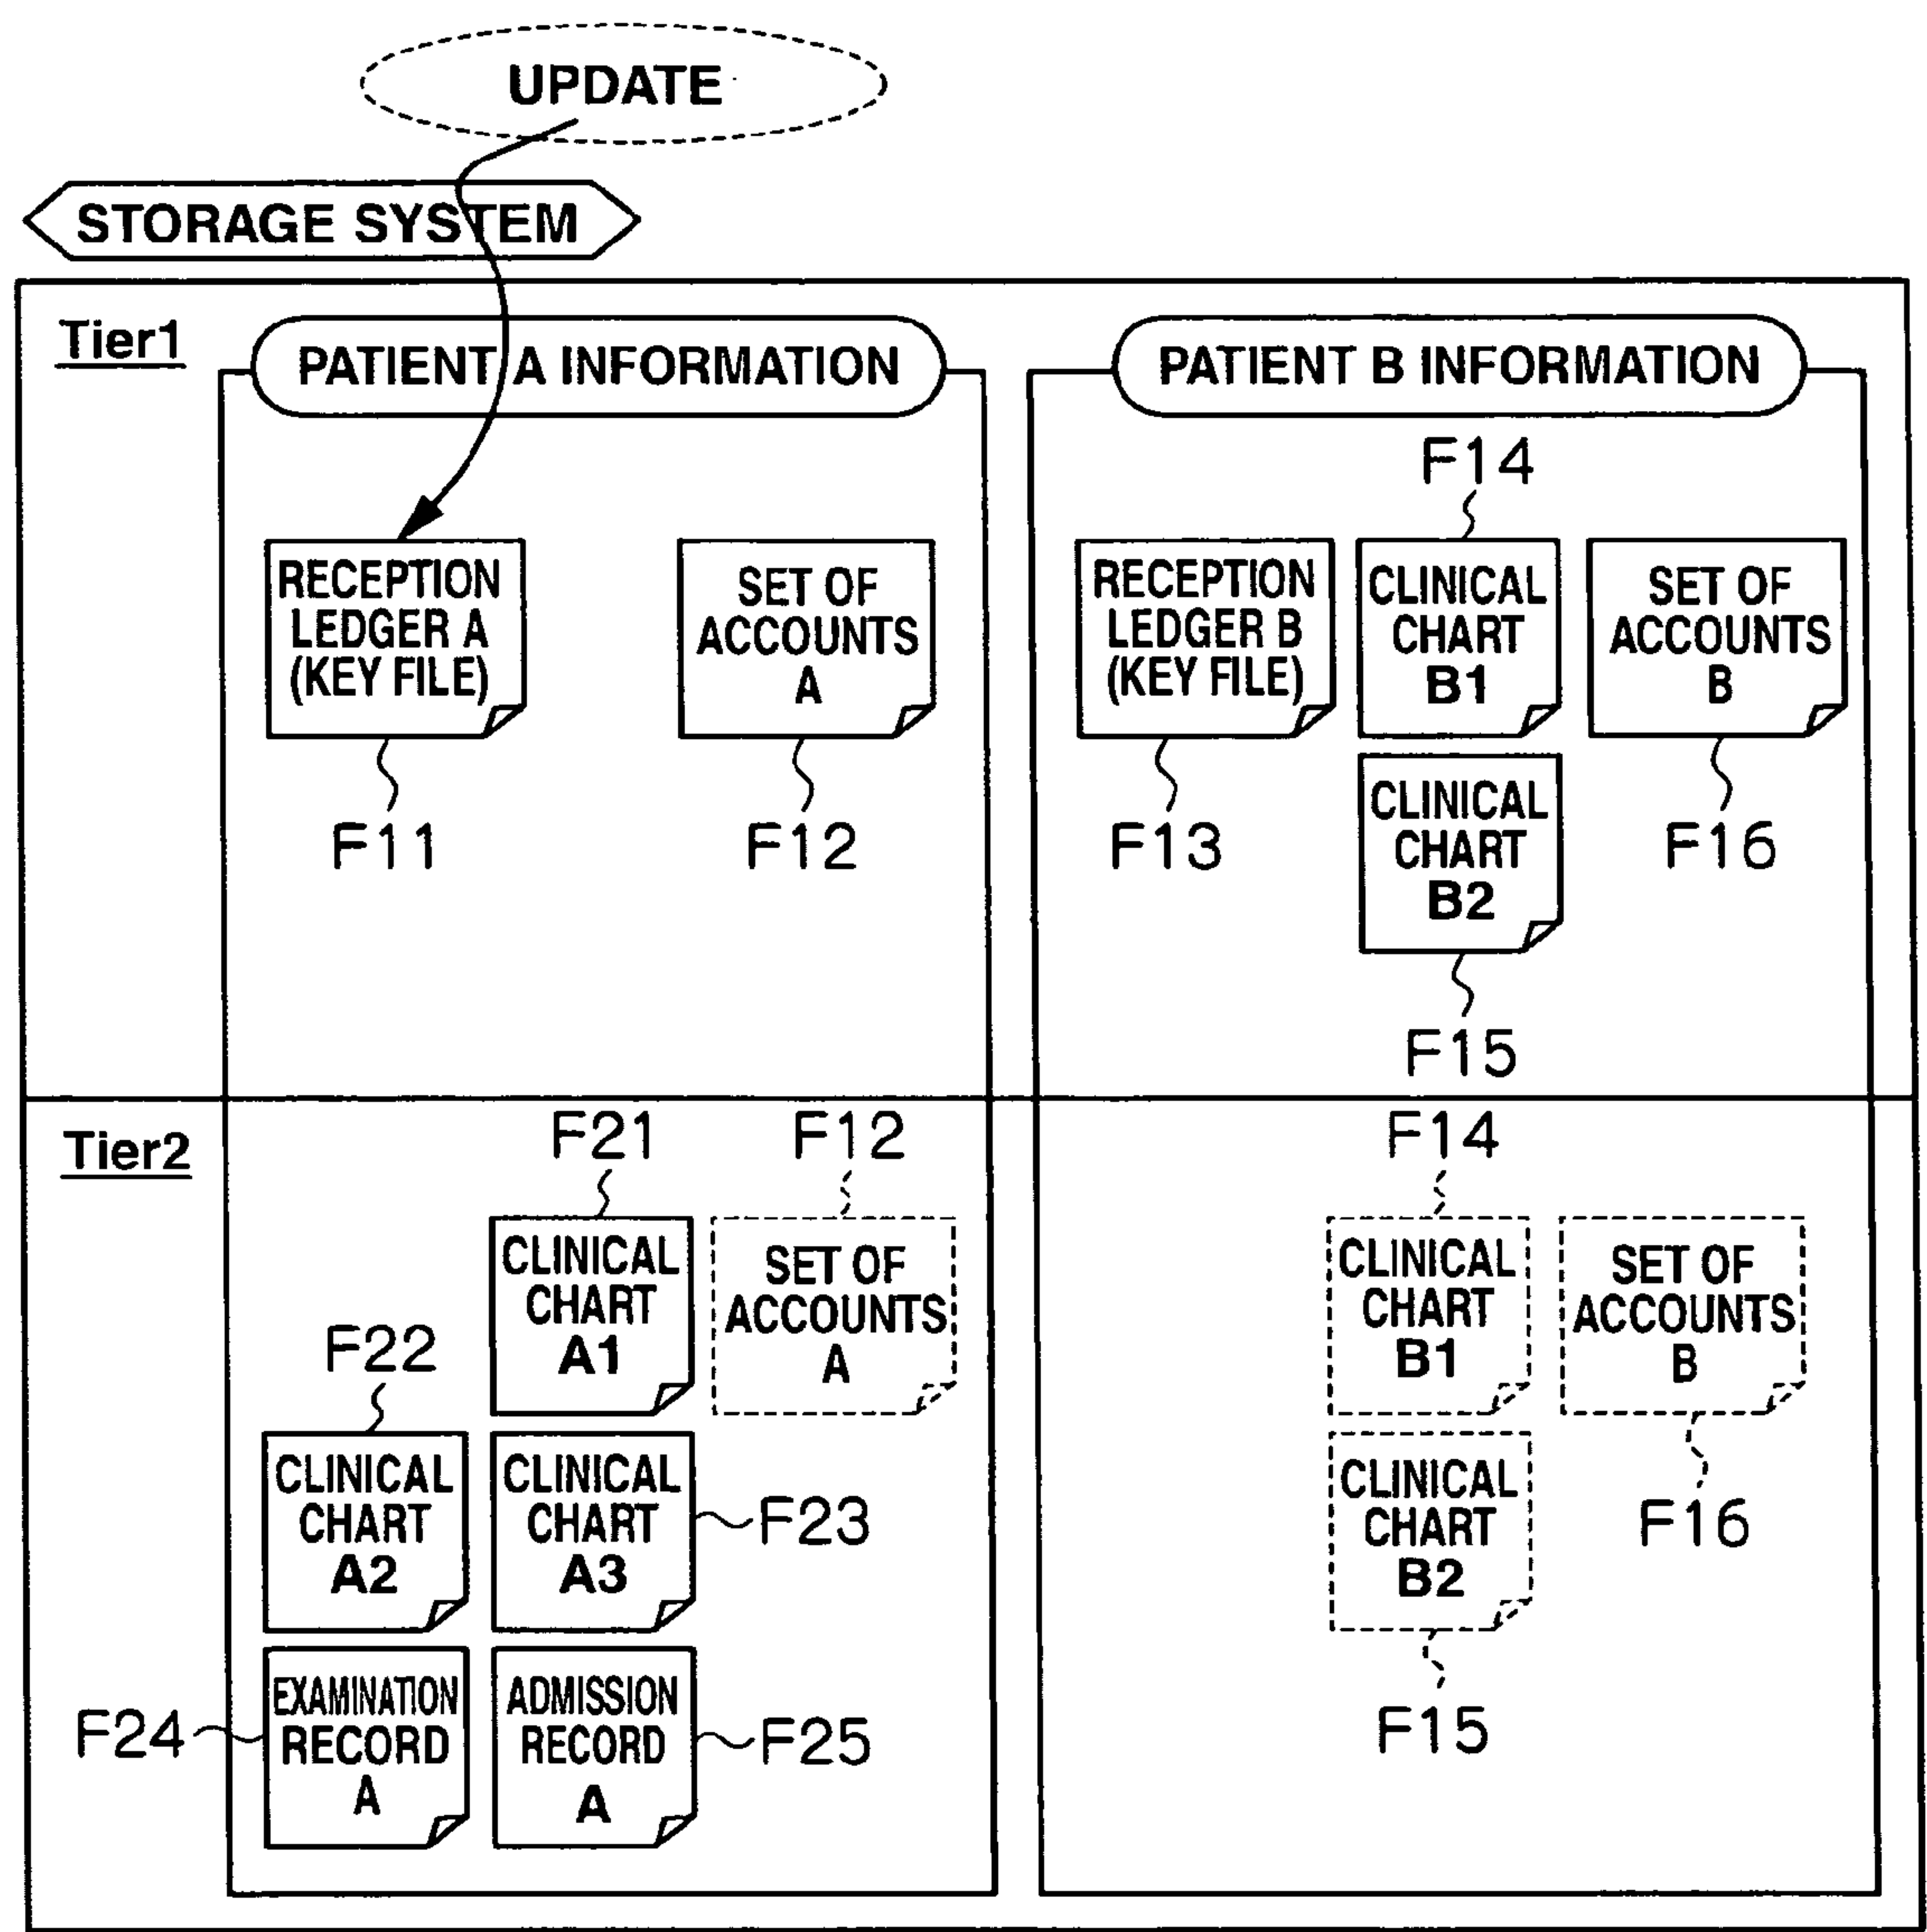 UPDATE
STORAGE SYSTEM
Tier1
PATIENT A INFORMATION
PATIENT B INFORMATION
F14
RECEPTION
LEDGER A
(KEY FILE)
SET OF
ACCOUNTS
A
RECEPTION
LEDGER B
(KEY FILE)
CLINICAL
CHART
B1
SET OF
ACCOUNTS
B
F11
F12
F13
CLINICAL
CHART
B2
F16
F15
Tier2
F21
F12
F14
CLINICAL
CHART
A1
SET OF
ACCOUNTS
A
CLINICAL
CHART
B1
SET OF
ACCOUNTS
B
F22
CLINICAL
CHART
A2
CLINICAL
CHART
A3
F23
CLINICAL
CHART
B2
F16
F24
EXAMINATION
RECORD
A
ADMISSION
RECORD
A
F25
F15